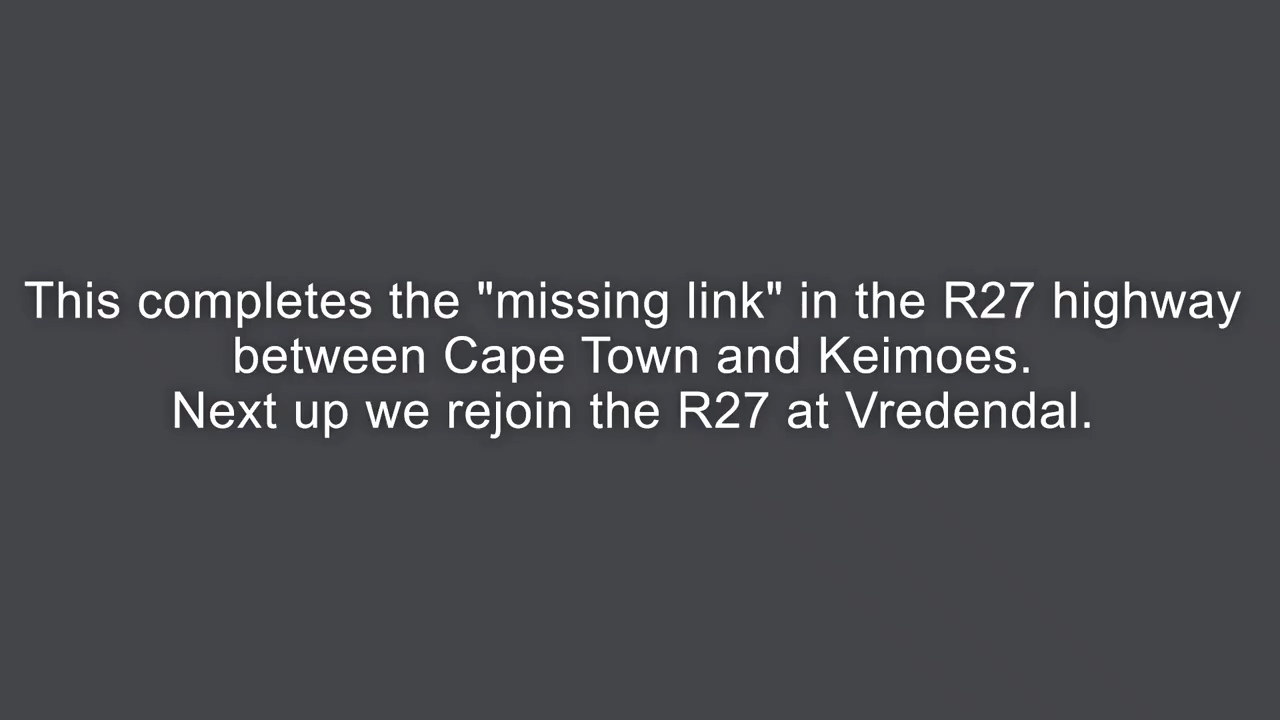 This completes the "missing link" in the R27 highway
between Cape Town and Keimoes.
Next up we rejoin the R27 at Vredendal.